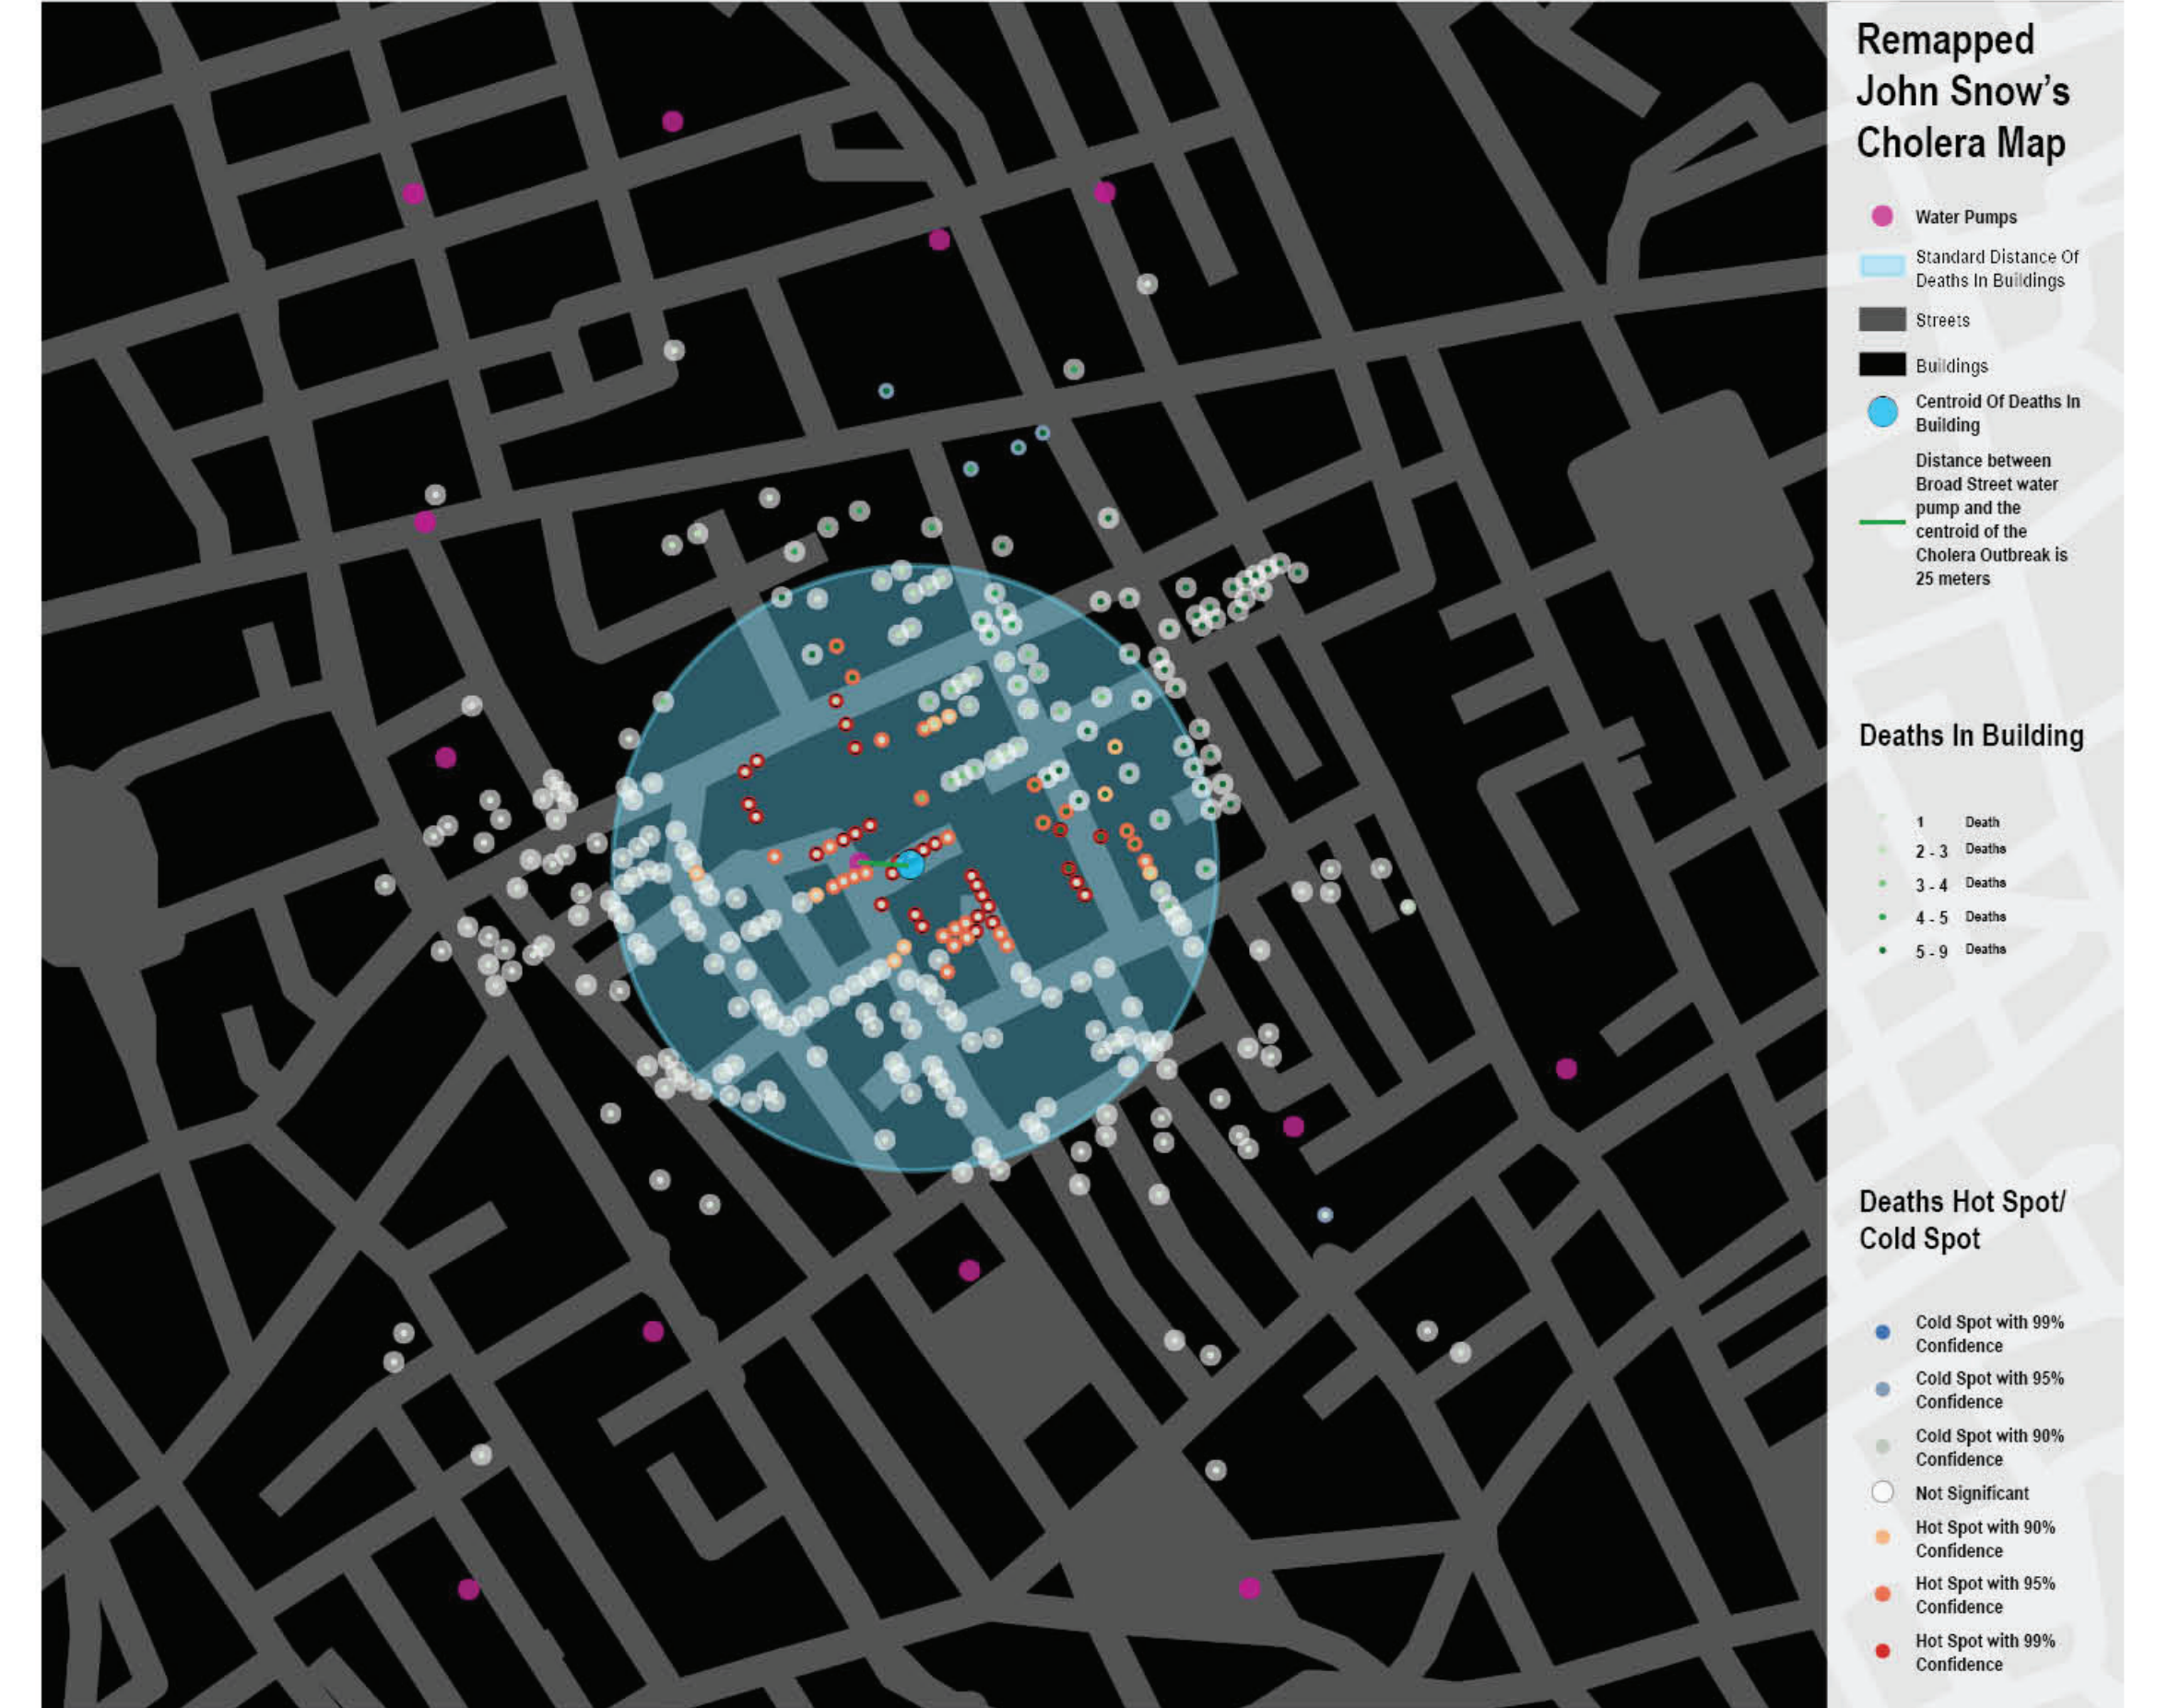 Remapped
John Snow's
Cholera Map
Water Pumps
Standard Distance Of
Deaths In Buildings
Streets
Buildings
Centroid Of Deaths In
Building
Distance between
Broad Street water
pump and the
centroid of the
Cholera Outbreak is
25 meters
Deaths In Building
1 Death
2 - 3 Deaths
3 - 4 Deaths
4 - 5 Deaths
5 - 9 Deaths
Deaths Hot Spot/
Cold Spot
Cold Spot with 99%
Confidence
Cold Spot with 95%
Confidence
Cold Spot with 90%
Confidence
Not Significant
Hot Spot with 90%
Confidence
Hot Spot with 95%
Confidence
Hot Spot with 99%
Confidence